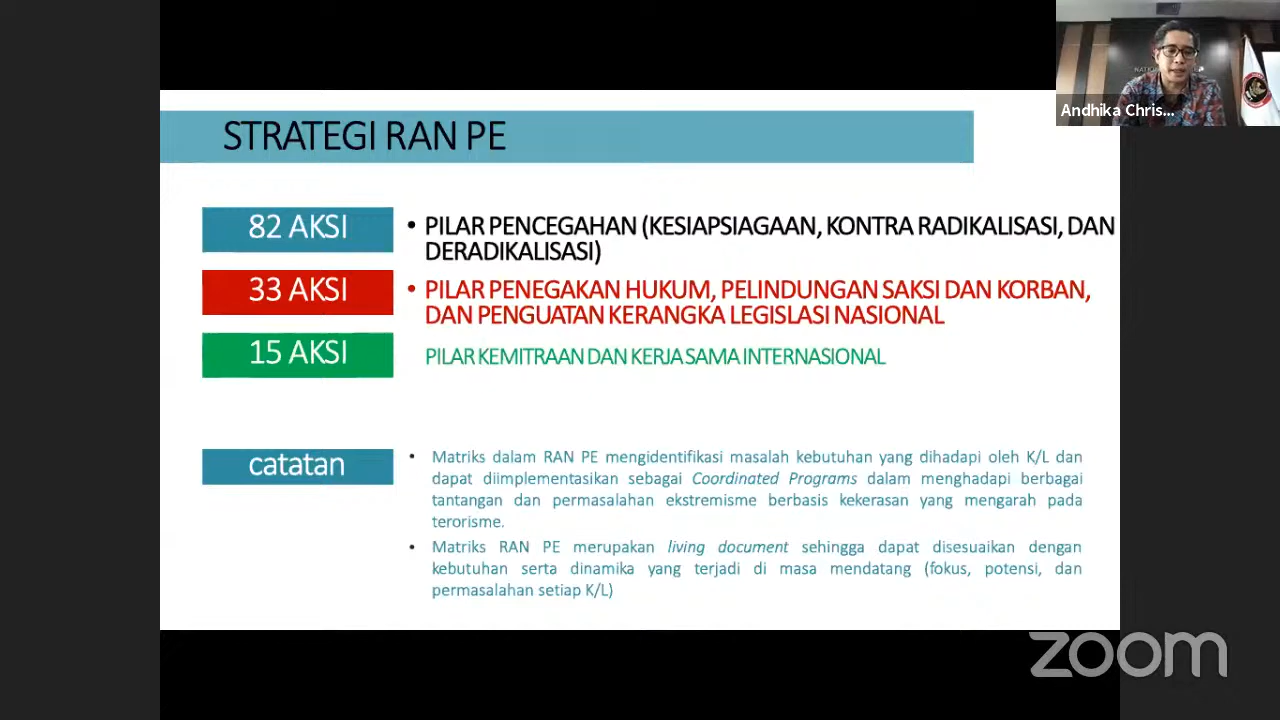 Andhika Chris...
STRATEGI RAN PE
82 AKSI
• PILAR PENCEGAHAN (KESIAPSIAGAAN, KONTRA RADIKALISASI, DAN
DERADIKALISASI)
33 AKSI
• PILAR PENEGAKAN HUKUM, PELINDUNGAN SAKSI DAN KORBAN,
DAN PENGUATAN KERANGKA LEGISLASI NASIONAL
15 AKSI
PILAR KEMITRAAN DAN KERJA SAMA INTERNASIONAL
catatan
• Matriks dalam RAN PE mengidentifikasi masalah kebutuhan yang dihadapi oleh K/L dan
dapat diimplementasikan sebagai Coordinated Programs dalam menghadapi berbagai
tantangan dan permasalahan ekstremisme berbasis kekerasan yang mengarah pada
terorisme.
• Matriks RAN PE merupakan living document sehingga dapat disesuaikan dengan
kebutuhan serta dinamika yang terjadi di masa mendatang (fokus, potensi, dan
permasalahan setiap K/L)
zoom